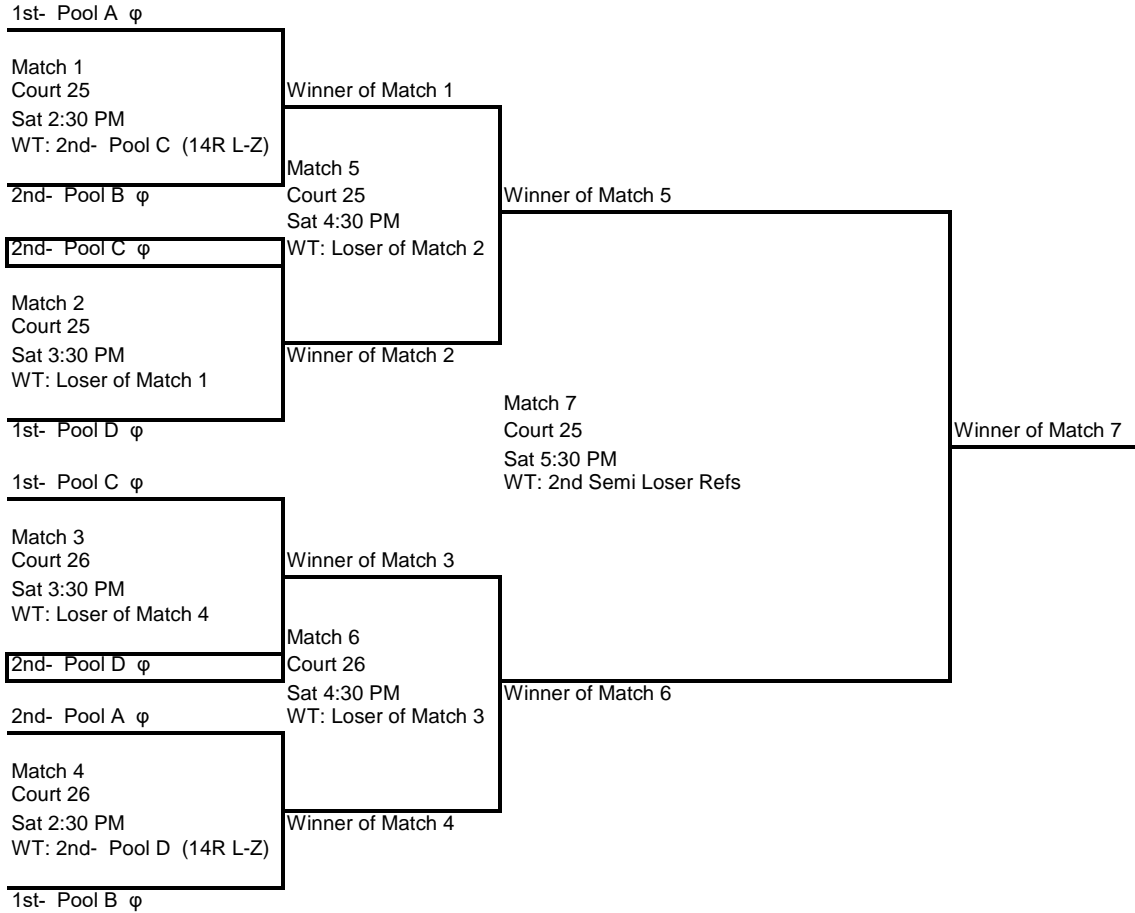 1st- Pool A φ
Match 1
Court 25
Sat 2:30 PM
WT: 2nd- Pool C (14R L-Z)
2nd- Pool B φ
2nd- Pool C φ
Match 2
Court 25
Sat 3:30 PM
WT: Loser of Match 1
1st- Pool D φ
1st- Pool C φ
Match 3
Court 26
Sat 3:30 PM
WT: Loser of Match 4
2nd- Pool D φ
2nd- Pool A φ
Match 4
Court 26
Sat 2:30 PM
WT: 2nd- Pool D (14R L-Z)
1st- Pool B φ
Winner of Match 1
Match 5
Court 25
Sat 4:30 PM
WT: Loser of Match 2
Winner of Match 2
Winner of Match 3
Match 6
Court 26
Sat 4:30 PM
WT: Loser of Match 3
Winner of Match 4
Winner of Match 5
Match 7
Court 25
Sat 5:30 PM
WT: 2nd Semi Loser Refs
Winner of Match 6
Winner of Match 7